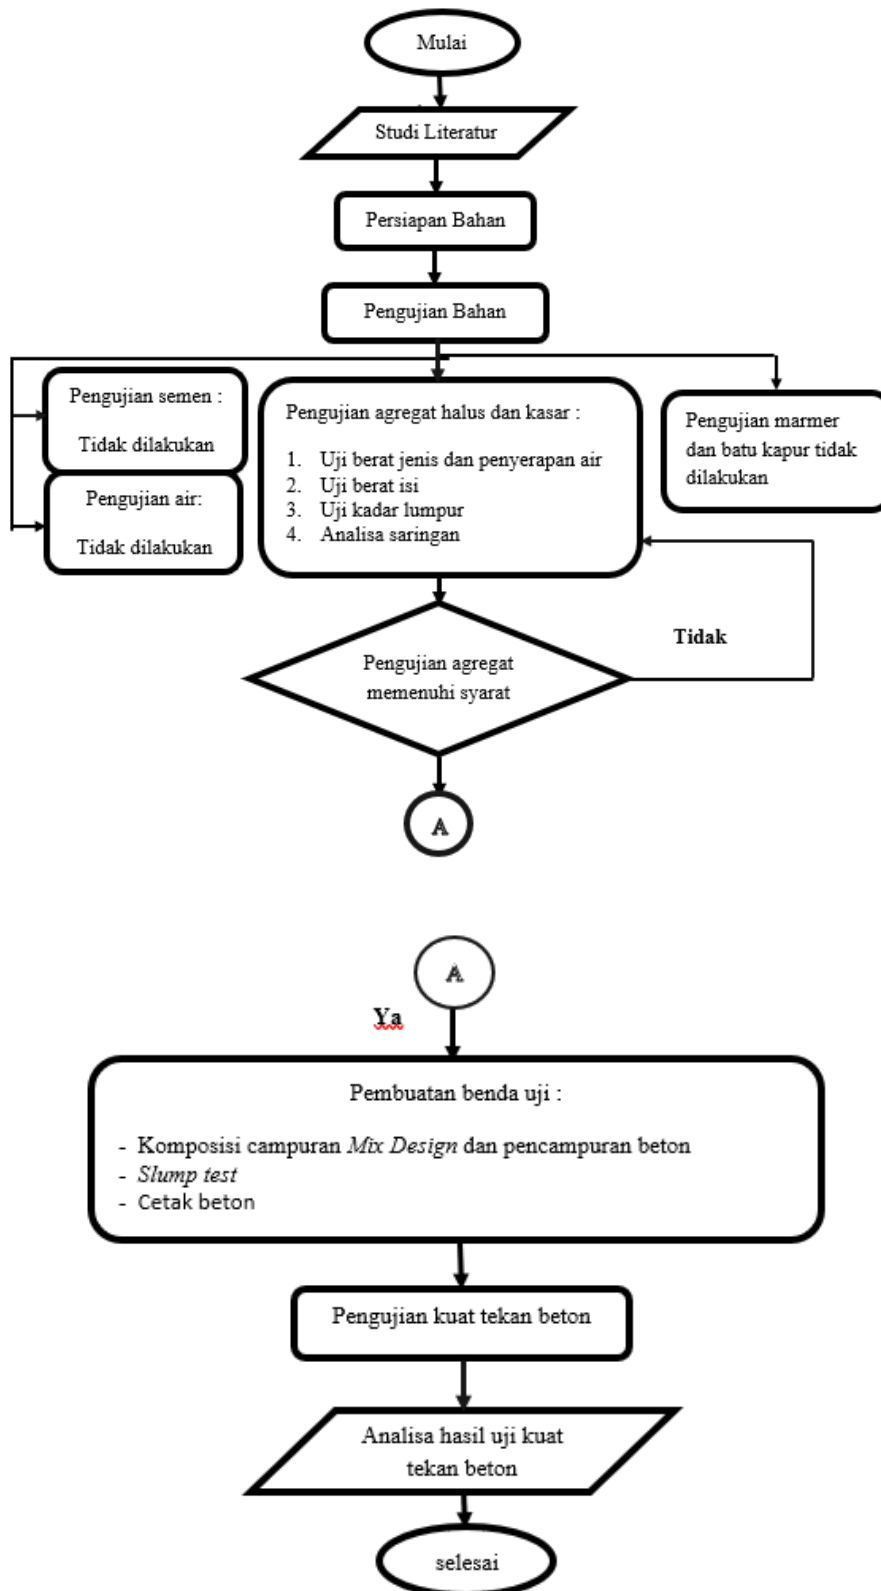 Mulai
Studi Literatur
Persiapan Bahan
Pengujian Bahan
Pengujian semen :
Tidak dilakukan
Pengujian air:
Tidak dilakukan
Pengujian agregat halus dan kasar :
1. Uji berat jenis dan penyerapan air
2. Uji berat isi
3. Uji kadar lumpur
4. Analisa saringan
Pengujian marmer
dan batu kapur tidak
dilakukan
Tidak
Pengujian agregat
memenuhi syarat
A
A
Ya
Pembuatan benda uji :
- Komposisi campuran Mix Design dan pencampuran beton
- Slump test
- Cetak beton
Pengujian kuat tekan beton
Analisa hasil uji kuat
tekan beton
selesai